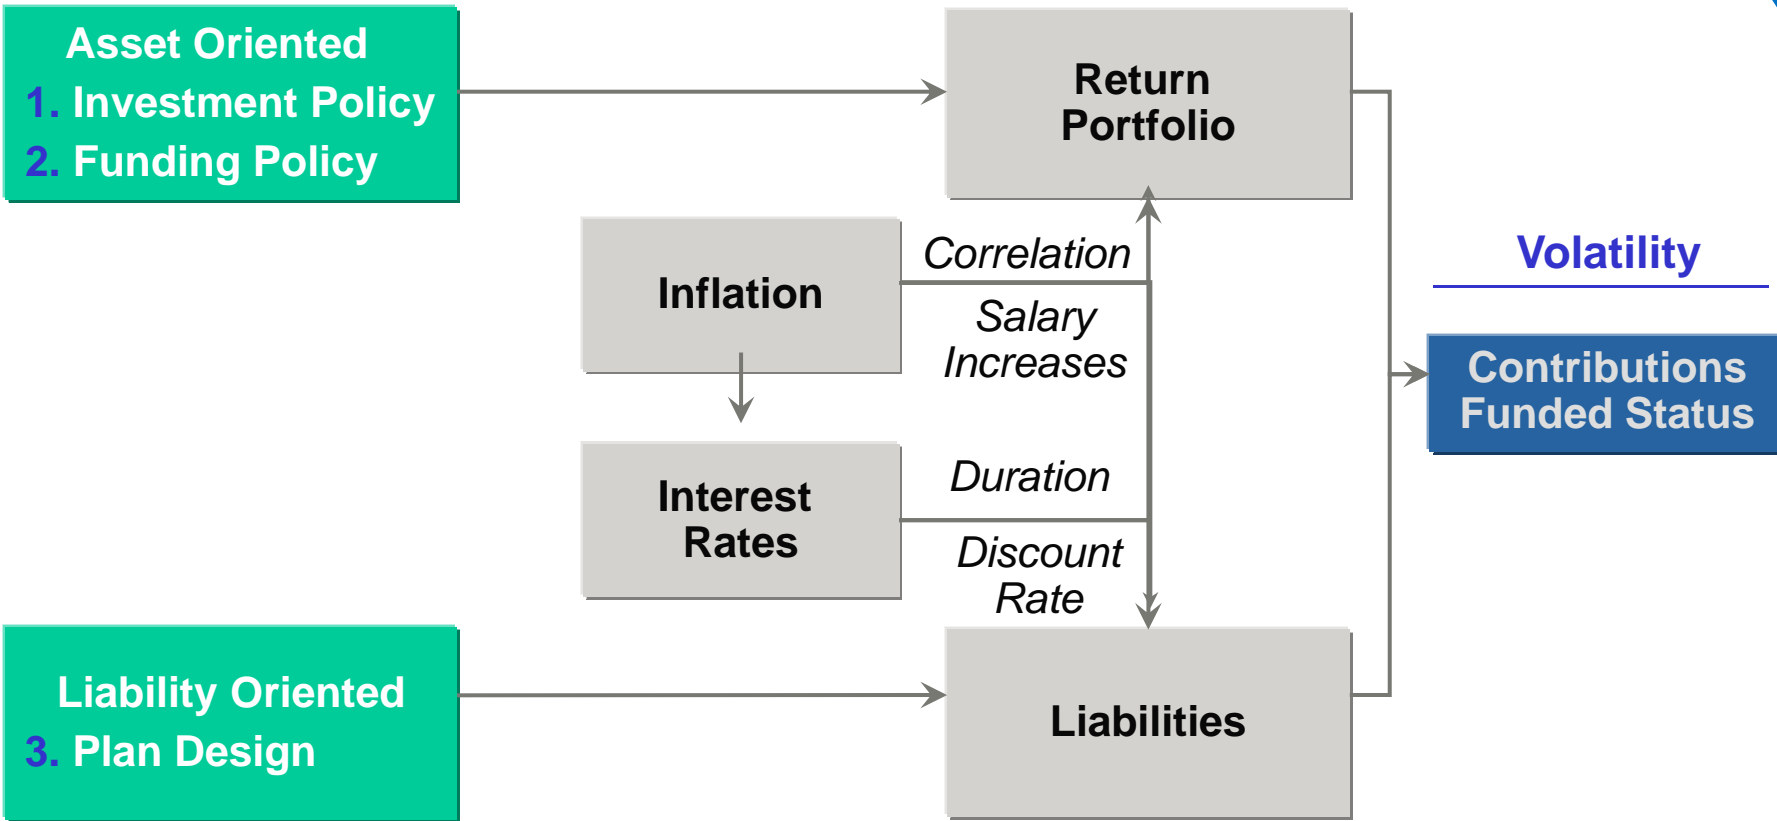 Asset Oriented
1. Investment Policy
2. Funding Policy
Return
Portfolio
Inflation
Correlation
Salary
Increases
Volatility
Contributions
Funded Status
Interest
Rates
Duration
Discount
Rate
Liability Oriented
3. Plan Design
Liabilities